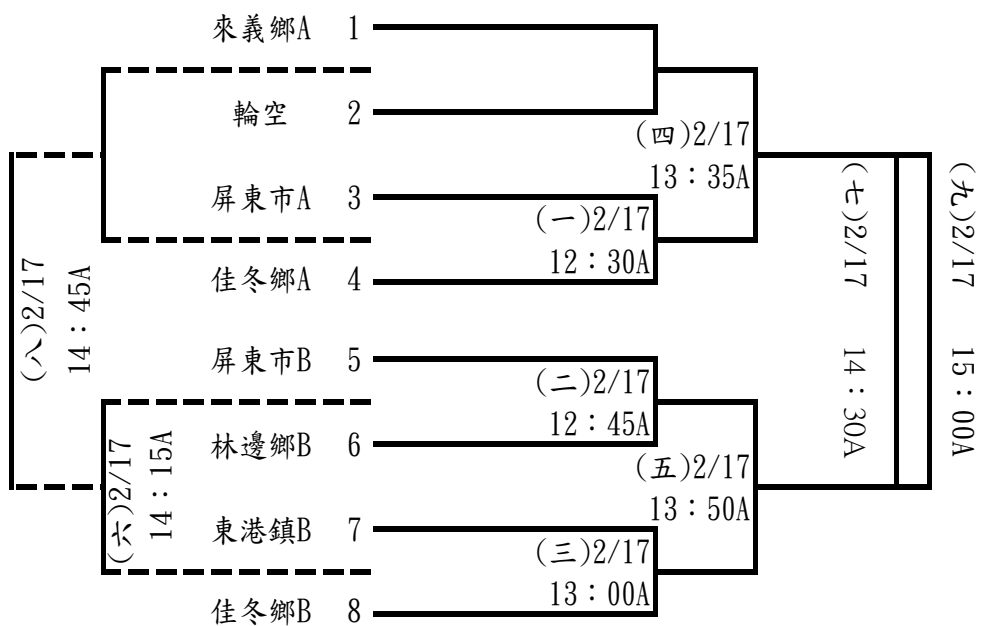 來義鄉A 1
輪空 2
(四)2/17
13：35A
屏東市A 3
(一)2/17
12：30A
佳冬鄉A 4
屏東市B 5
(二)2/17
12：45A
林邊鄉B 6
(五)2/17
13：50A
東港鎮B 7
(三)2/17
13：00A
佳冬鄉B 8
(六)2/17
14：15A
(八)2/17
14：45A
(七)2/17 14：30A
(九)2/17 15：00A